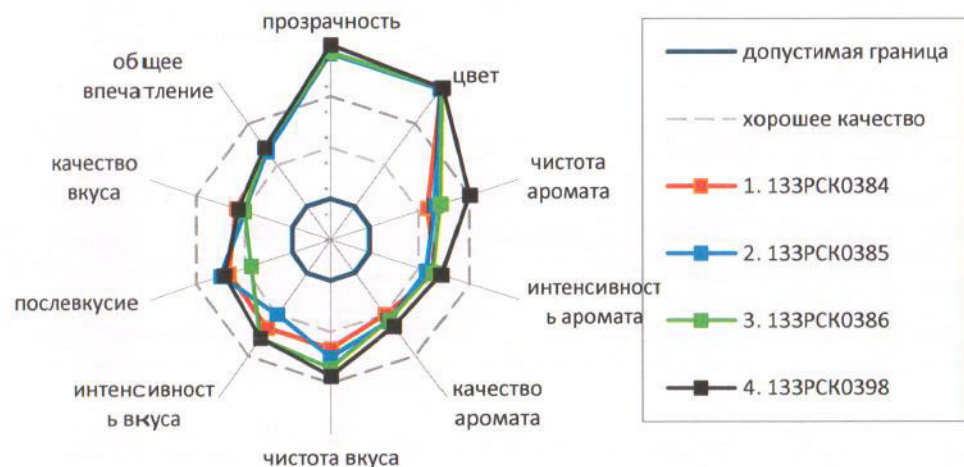 прозрачность
цвет
чистота
аромата
интенсивност
ь аромата
качество
аромата
чистота вкуса
интенсивност
ь вкуса
послевкусие
качество
вкуса
общее
впечатление
допустимая граница
хорошее качество
1. 133РСК0384
2. 133РСК0385
3. 133РСК0386
4. 133РСК0398